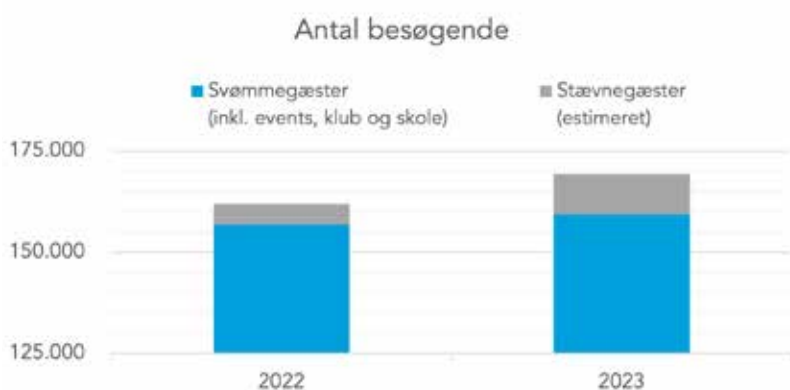 Antal besøgende
Svømmegæster
(inkl. events, klub og skole)
Stævnegæster
(estimeret)
175.000
150.000
125.000
2022
2023